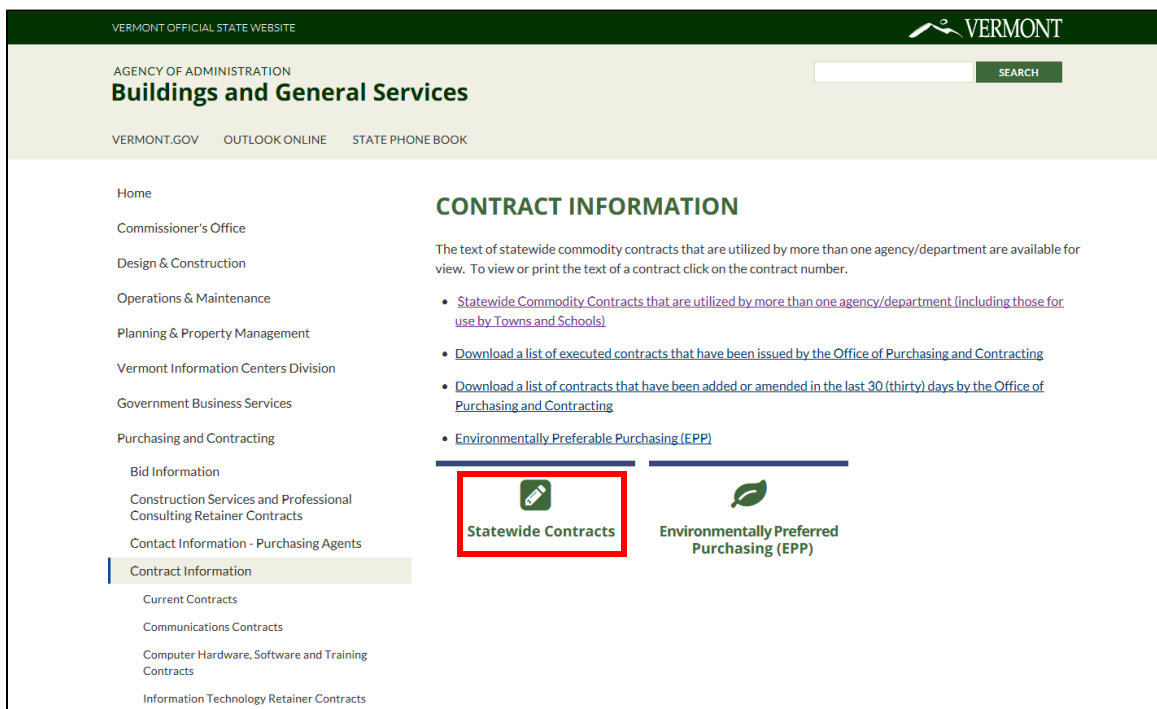 VERMONT OFFICIAL STATE WEBSITE
VERMONT
AGENCY OF ADMINISTRATION
Buildings and General Services
SEARCH
VERMONT.GOV OUTLOOK ONLINE STATE PHONE BOOK
Home
Commissioner's Office
Design & Construction
Operations & Maintenance
Planning & Property Management
Vermont Information Centers Division
Government Business Services
Purchasing and Contracting
Bid Information
Construction Services and Professional
Consulting Retainer Contracts
Contact Information - Purchasing Agents
Contract Information
Current Contracts
Communications Contracts
Computer Hardware, Software and Training
Contracts
Information Technology Retainer Contracts
CONTRACT INFORMATION
The text of statewide commodity contracts that are utilized by more than one agency/department are available for
view. To view or print the text of a contract click on the contract number.
• Statewide Commodity Contracts that are utilized by more than one agency/department (including those for
use by Towns and Schools)
• Download a list of executed contracts that have been issued by the Office of Purchasing and Contracting
• Download a list of contracts that have been added or amended in the last 30 (thirty) days by the Office of
Purchasing and Contracting
• Environmentally Preferable Purchasing (EPP)
Statewide Contracts
Environmentally Preferred
Purchasing (EPP)